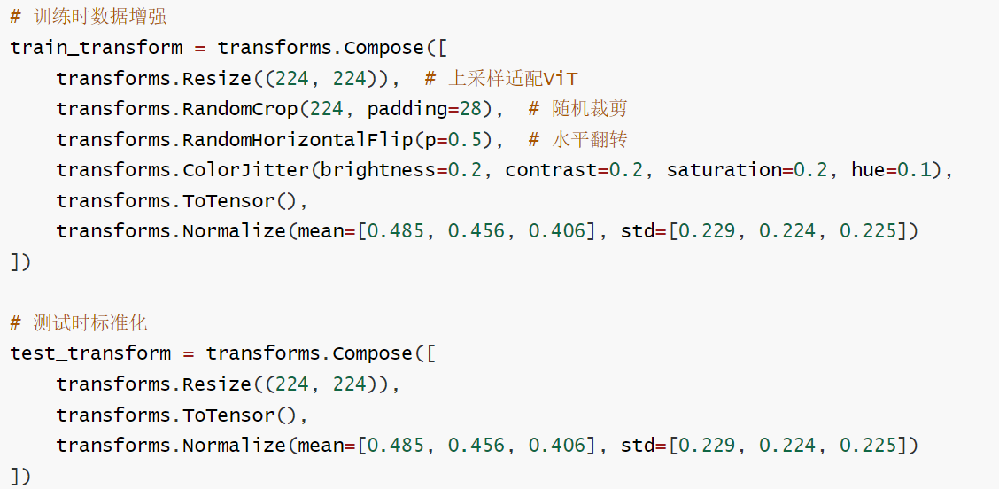 # 训练时数据增强
train_transform = transforms.Compose([
    transforms.Resize((224, 224)),  # 上采样适配ViT
    transforms.RandomCrop(224, padding=28),  # 随机裁剪
    transforms.RandomHorizontalFlip(p=0.5),  # 水平翻转
    transforms.ColorJitter(brightness=0.2, contrast=0.2, saturation=0.2, hue=0.1),
    transforms.ToTensor(),
    transforms.Normalize(mean=[0.485, 0.456, 0.406], std=[0.229, 0.224, 0.225])
])
# 测试时标准化
test_transform = transforms.Compose([
    transforms.Resize((224, 224)),
    transforms.ToTensor(),
    transforms.Normalize(mean=[0.485, 0.456, 0.406], std=[0.229, 0.224, 0.225])
])